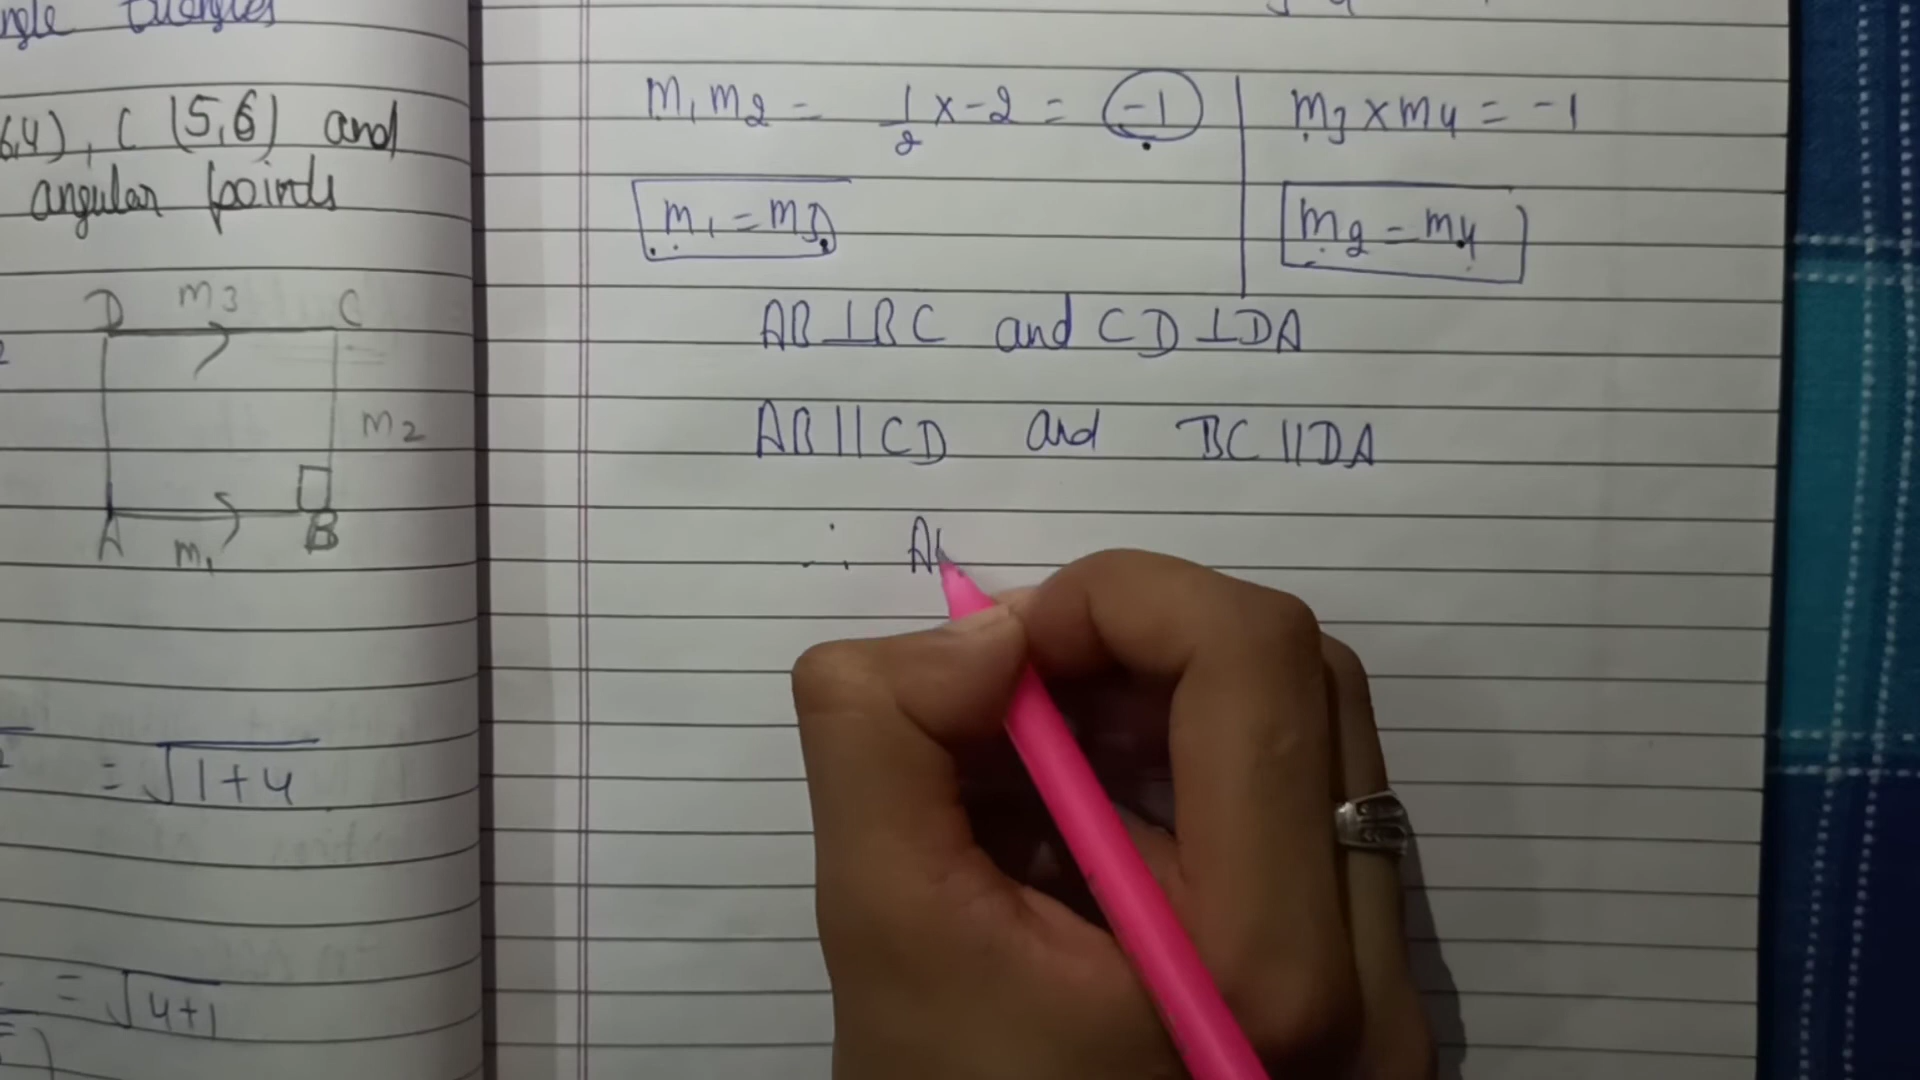 triangles
6,4), C (5,6) and
angular points
D m3 C
m2
A m1 B
= √1+4
= √4+1
m1m2 = 1/2 x -2 = -1 | m3 x m4 = -1
m1 = m3 | m2 = m4
AB⊥BC and CD⊥DA
AB||CD and BC||DA
∴ A